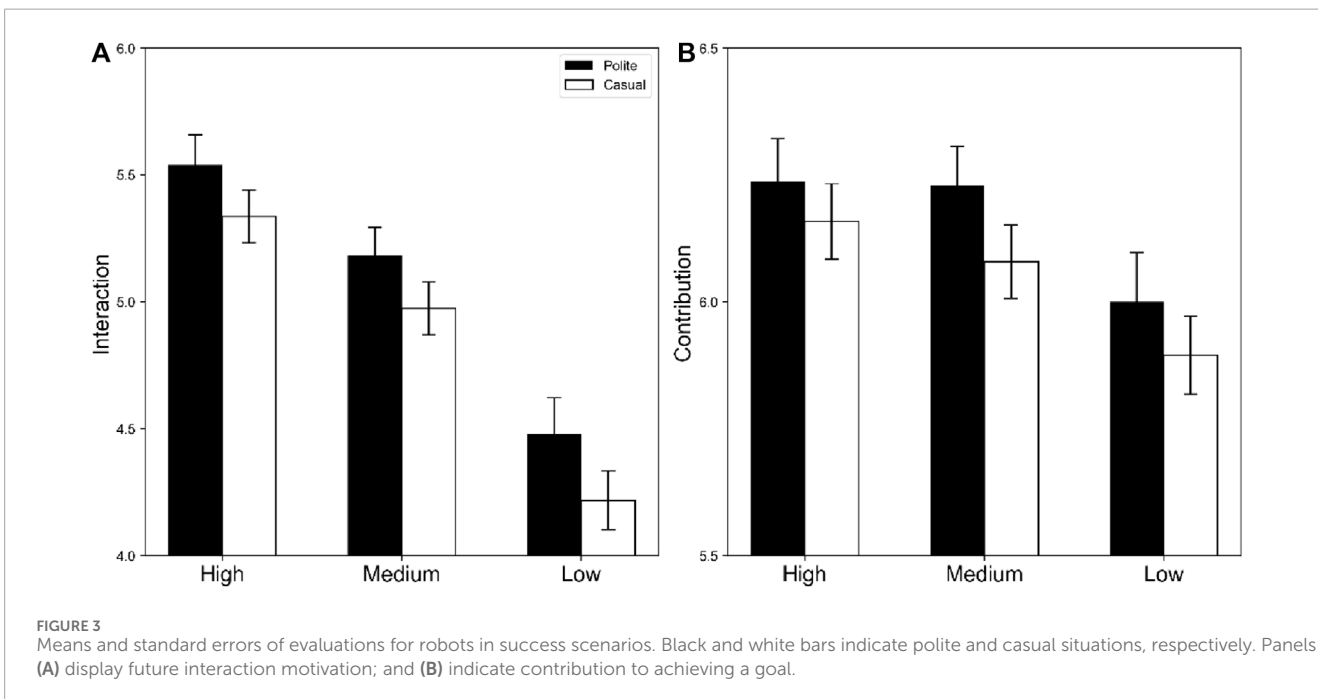 A
6.0
Polite
Casual
5.5
Interaction
5.0
4.5
4.0
High Medium Low
B
6.5
Contribution
6.0
5.5
High Medium Low
FIGURE 3
Means and standard errors of evaluations for robots in success scenarios. Black and white bars indicate polite and casual situations, respectively. Panels
(A) display future interaction motivation; and (B) indicate contribution to achieving a goal.